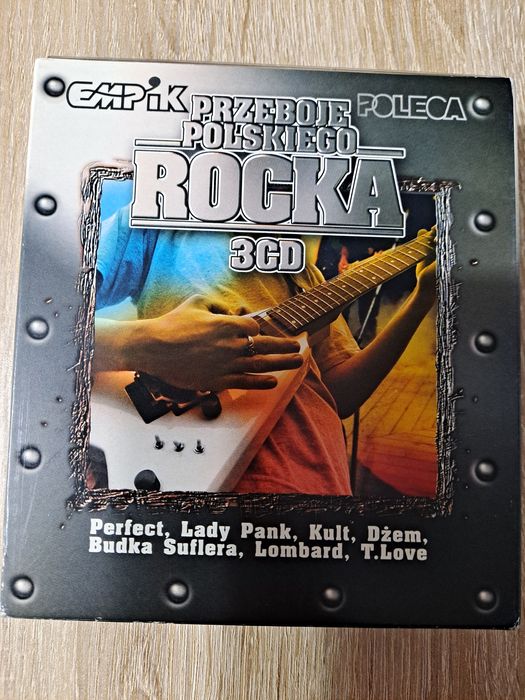 EMPiK PRZEBOJE POLECA
POLSKIEGO
ROCKA
3CD
Perfect, Lady Pank, Kult, Dżem,
Budka Suflera, Lombard, T.Love